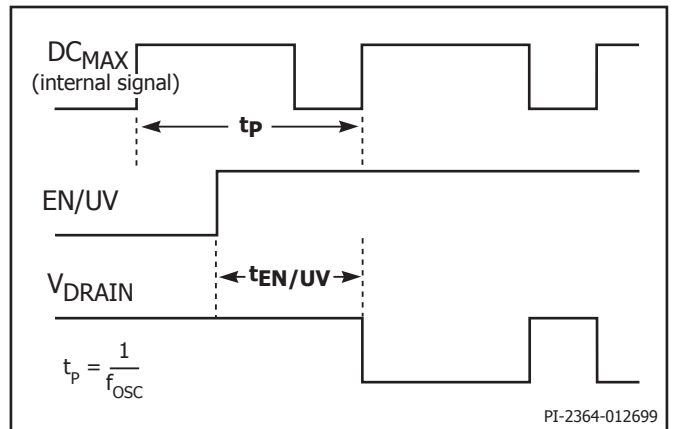 DCMAX
(internal signal)
tP
EN/UV
tEN/UV
VDRAIN
tP = 1/fOSC
PI-2364-012699